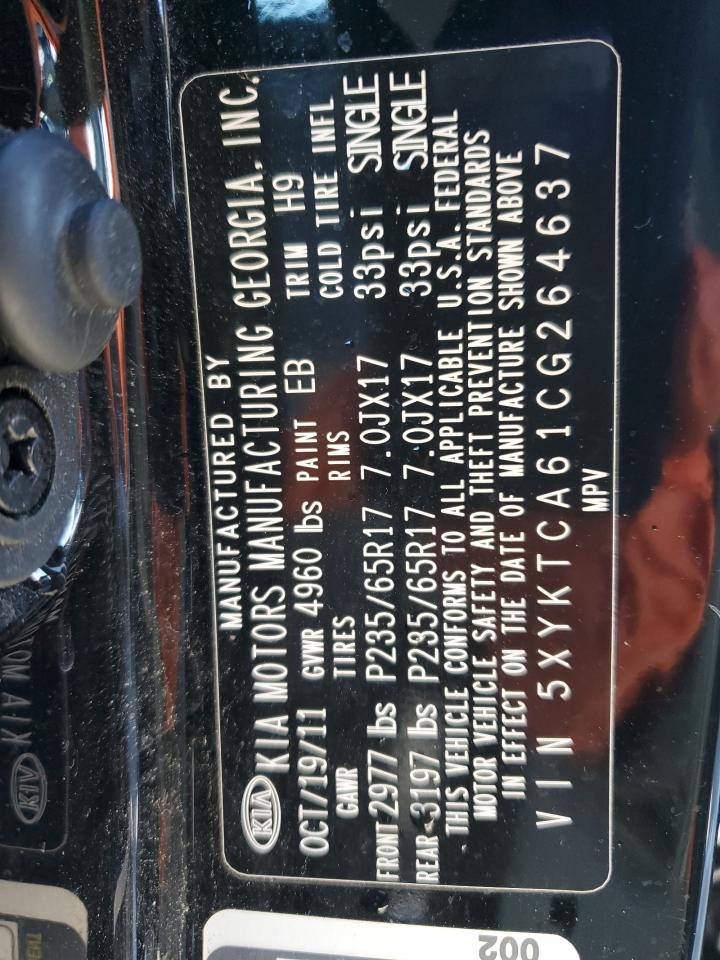 MANUFACTURED BY
KIA KIA MOTORS MANUFACTURING GEORGIA, INC.
OCT/19/11 GVWR 4960 lbs PAINT EB TRIM H9
GAWR TIRES RIMS COLD TIRE INFL
FRONT 2977 lbs P235/65R17 7.0JX17 33psi SINGLE
REAR 3197 lbs P235/65R17 7.0JX17 33psi SINGLE
THIS VEHICLE CONFORMS TO ALL APPLICABLE U.S.A. FEDERAL
MOTOR VEHICLE SAFETY AND THEFT PREVENTION STANDARDS
IN EFFECT ON THE DATE OF MANUFACTURE SHOWN ABOVE
VIN 5XYKTCA61CG264637
MPV
002